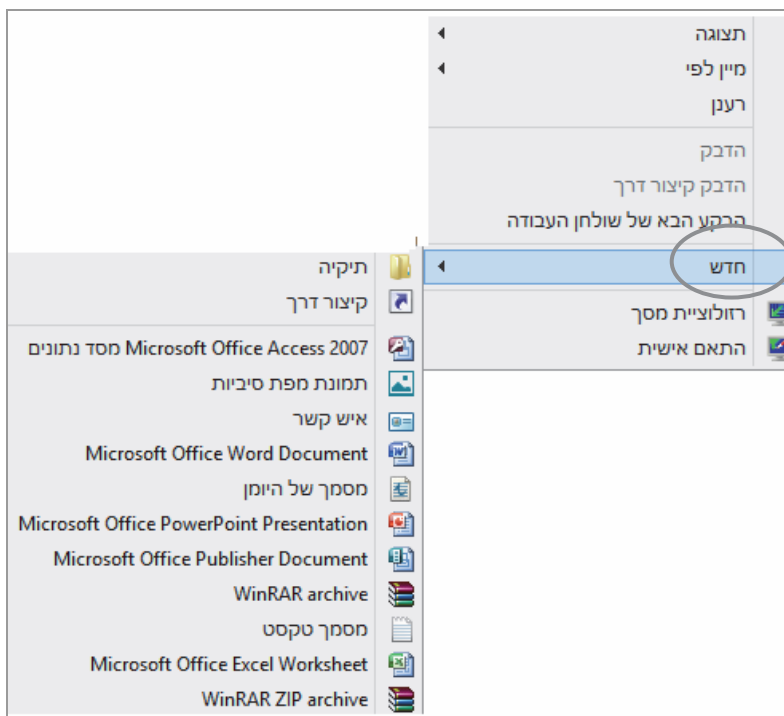 תצוגה
מיין לפי
רענן
הדבק
הדבק קיצור דרך
הרקע הבא של שולחן העבודה
חדש
רזולוציית מסך
התאם אישית
תיקיה
קיצור דרך
Microsoft Office Access 2007 מסד נתונים
תמונת מפת סיביות
איש קשר
Microsoft Office Word Document
מסמך של היומן
Microsoft Office PowerPoint Presentation
Microsoft Office Publisher Document
WinRAR archive
מסמך טקסט
Microsoft Office Excel Worksheet
WinRAR ZIP archive